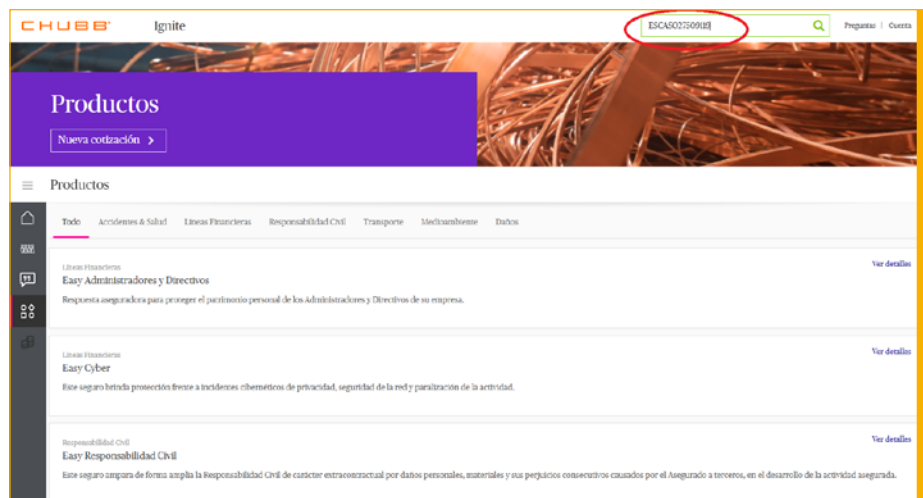 CHUBB® Ignite Preguntas | Cuenta
Productos
Nueva cotización >
Productos
Todo Accidentes & Salud Líneas Financieras Responsabilidad Civil Transporte Medioambiente Daños
Líneas Financieras Ver detalles
Easy Administradores y Directivos
Respuesta aseguradora para proteger el patrimonio personal de los Administradores y Directivos de su empresa.
Líneas Financieras Ver detalles
Easy Cyber
Este seguro brinda protección frente a incidentes cibernéticos de privacidad, seguridad de la red y paralización de la actividad.
Responsabilidad Civil Ver detalles
Easy Responsabilidad Civil
Este seguro ampara de forma amplia la Responsabilidad Civil de carácter extracontractual por daños personales, materiales y sus perjuicios consecutivos causados por el Asegurado a terceros, en el desarrollo de la actividad asegurada.